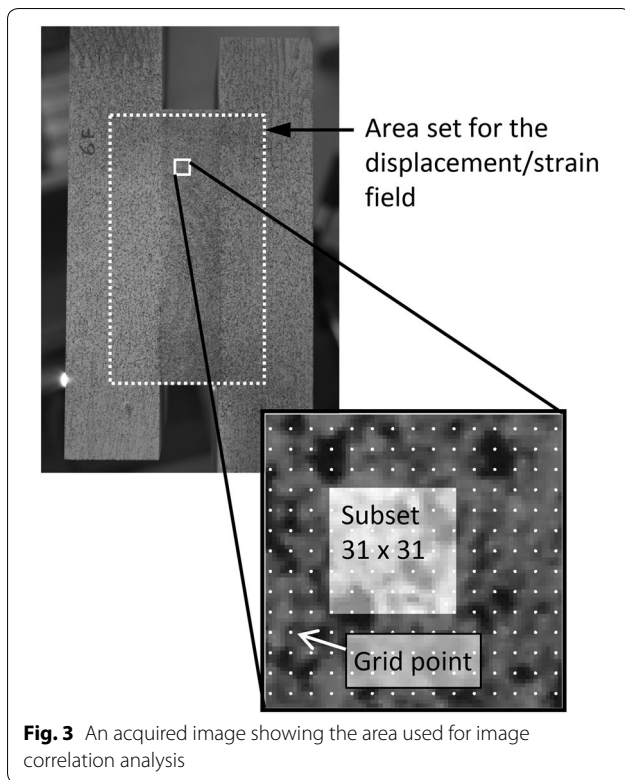 6F
Area set for the
displacement/strain
field
Subset
31 x 31
Grid point
Fig. 3 An acquired image showing the area used for image
correlation analysis